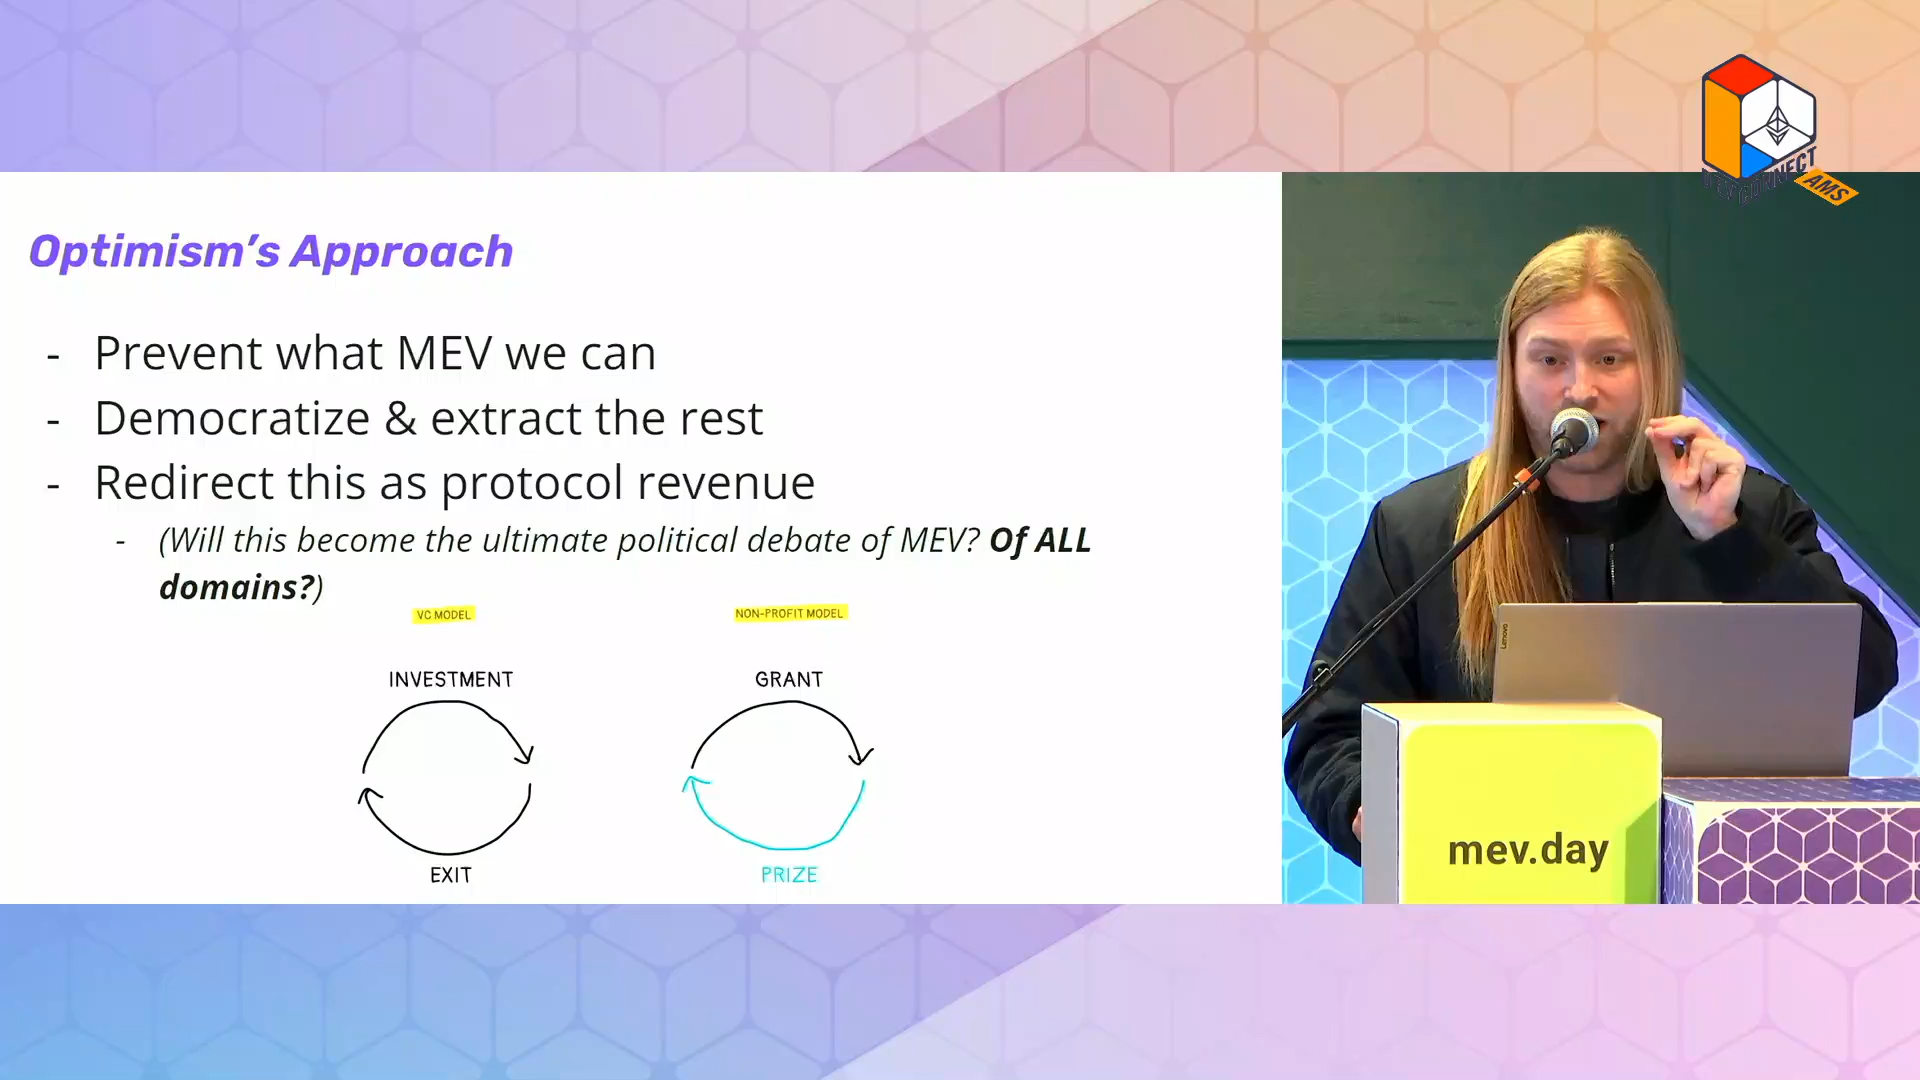 Optimism's Approach
- Prevent what MEV we can
- Democratize & extract the rest
- Redirect this as protocol revenue
- (Will this become the ultimate political debate of MEV? Of ALL
domains?)
VC MODEL
NON-PROFIT MODEL
INVESTMENT
GRANT
EXIT
PRIZE
DEVCONNECT
AMS
Lenovo
mev.day